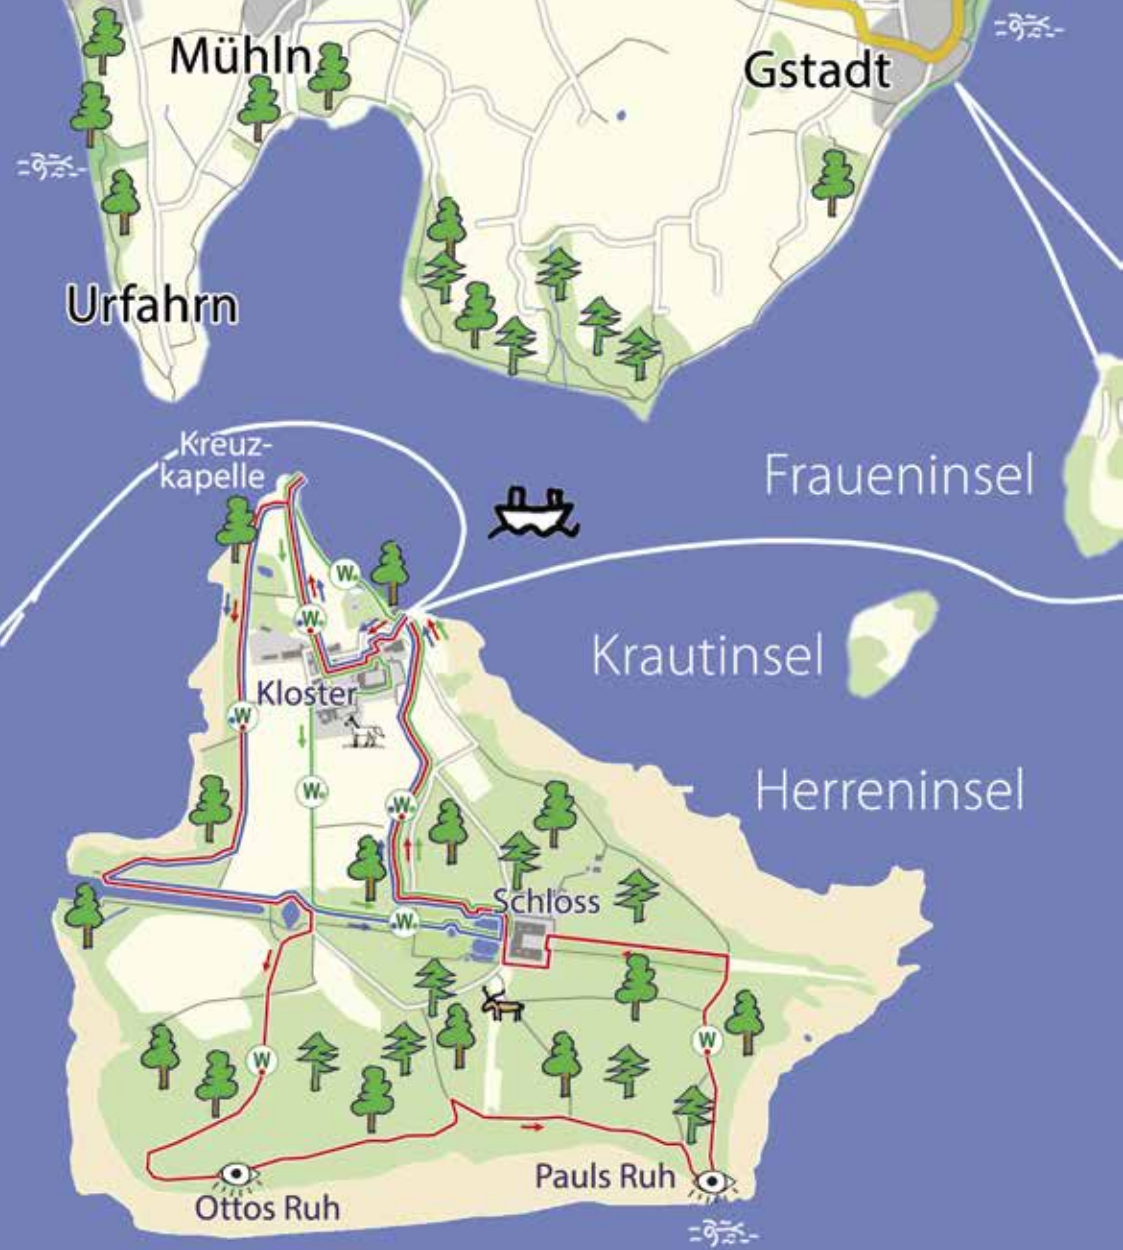 Mühln
Gstadt
Urfahrn
Kreuz-
kapelle
Fraueninsel
W
W
Krautinsel
Kloster
W
Herreninsel
W
W
Schloss
W
W
W
Pauls Ruh
Ottos Ruh